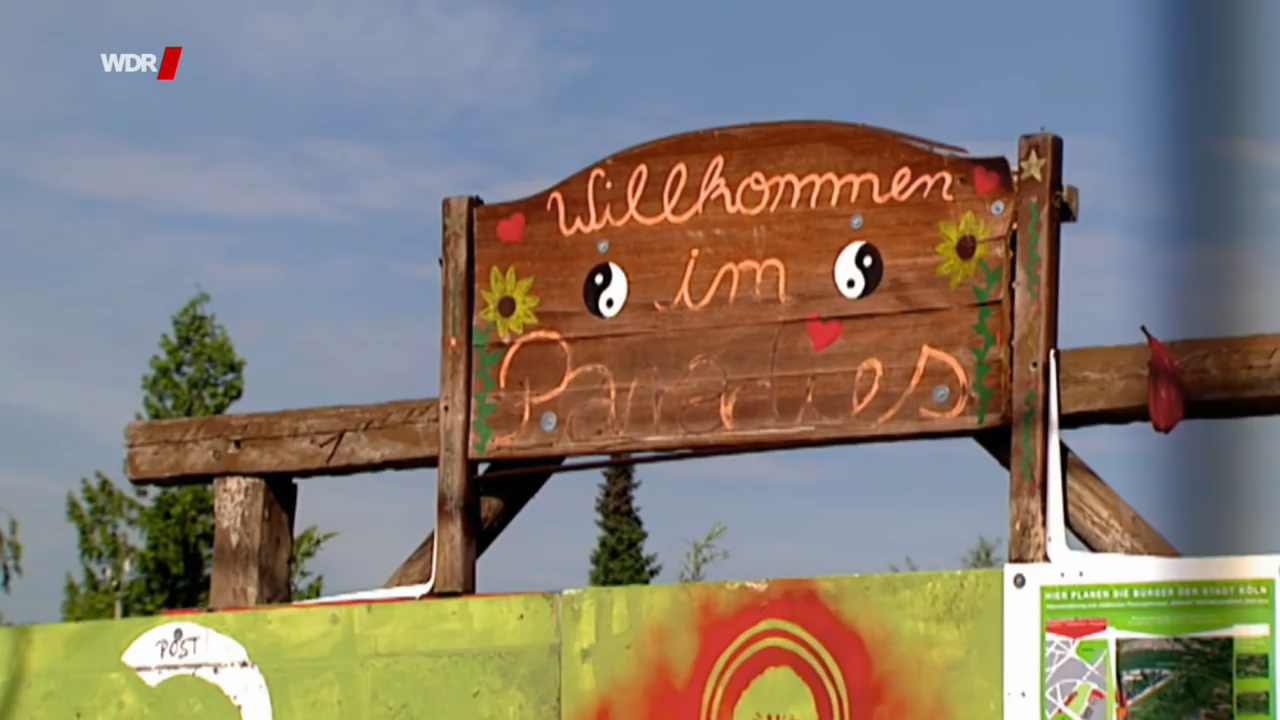 WDR
Willkommen
im
Paradies
POST
HIER PLANEN DIE BÜRGER DER STADT KÖLN